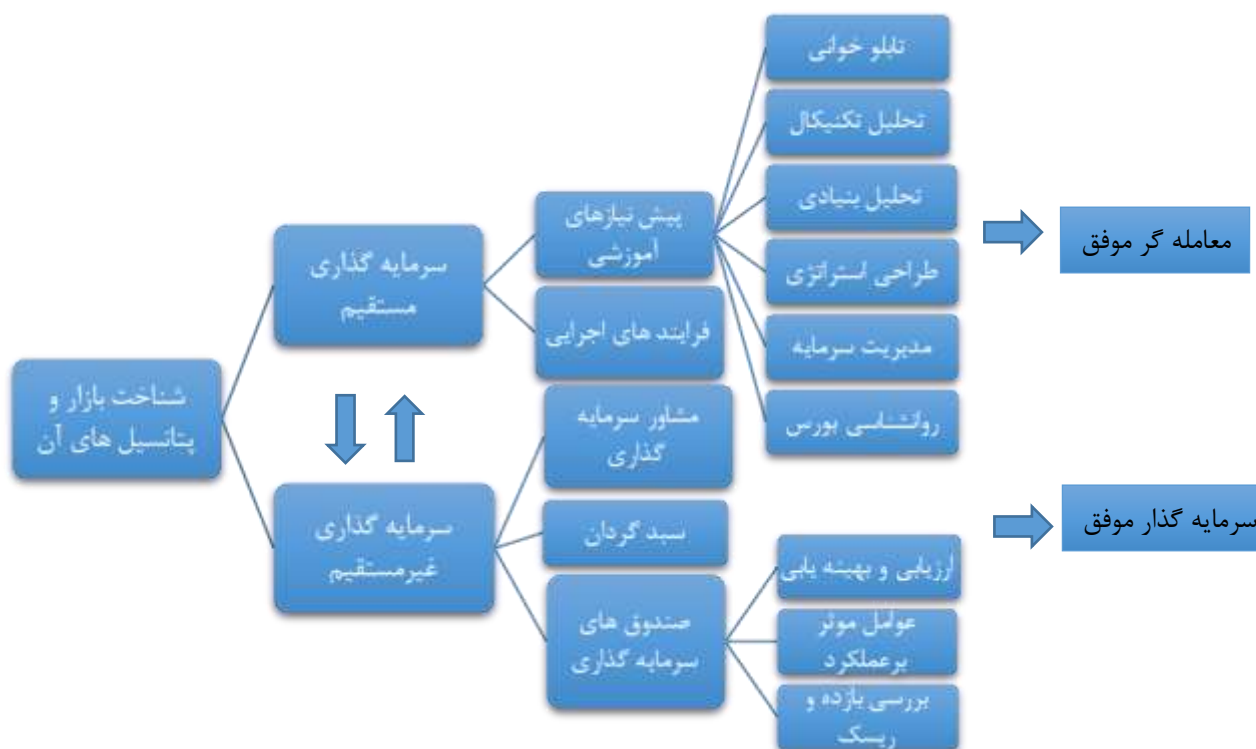 شناخت بازار و
پتانسیل های آن
سرمایه گذاری
مستقیم
پیش نیازهای
آموزشی
تابلو خوانی
تحلیل تکنیکال
تحلیل بنیادی
طراحی استراتژی
مدیریت سرمایه
روانشناسی بورس
فرایند های اجرایی
معامله گر موفق
سرمایه گذاری
غیرمستقیم
مشاور سرمایه
گذاری
سبد گردان
صندوق های
سرمایه گذاری
ارزیابی و بهینه یابی
عوامل موثر
برعملکرد
بررسی بازده و
ریسک
سرمایه گذار موفق